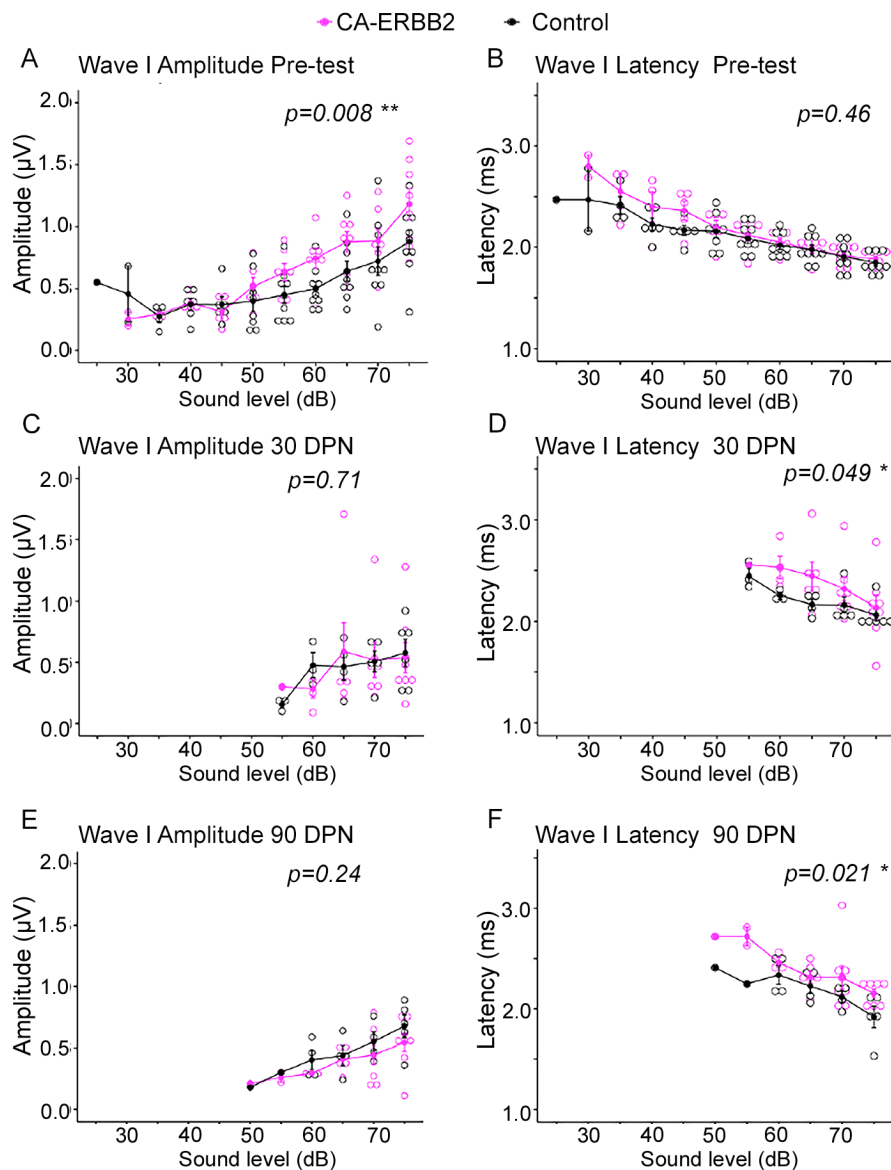 CA-ERBB2 Control
A Wave I Amplitude Pre-test
p=0.008 **
Amplitude (µV)
2.0
1.5
1.0
0.5
0.0
30 40 50 60 70
Sound level (dB)
B Wave I Latency Pre-test
p=0.46
Latency (ms)
3.0
2.0
1.0
30 40 50 60 70
Sound level (dB)
C Wave I Amplitude 30 DPN
p=0.71
Amplitude (µV)
2.0
1.5
1.0
0.5
0.0
30 40 50 60 70
Sound level (dB)
D Wave I Latency 30 DPN
p=0.049 *
Latency (ms)
3.0
2.0
1.0
30 40 50 60 70
Sound level (dB)
E Wave I Amplitude 90 DPN
p=0.24
Amplitude (µV)
2.0
1.5
1.0
0.5
0.0
30 40 50 60 70
Sound level (dB)
F Wave I Latency 90 DPN
p=0.021 *
Latency (ms)
3.0
2.0
1.0
30 40 50 60 70
Sound level (dB)